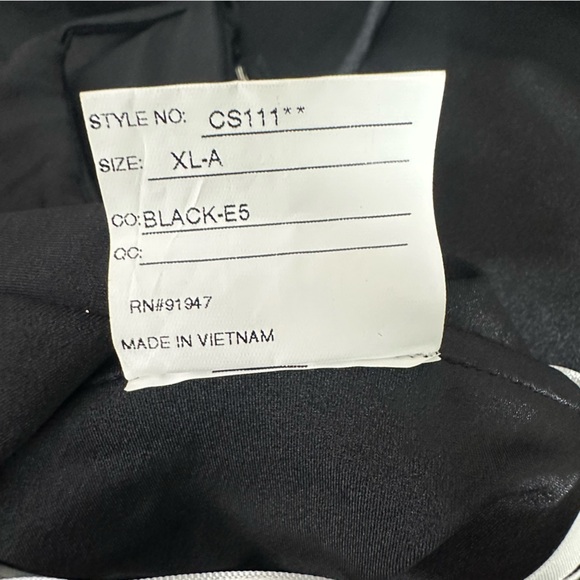 STYLE NO: CS111**
SIZE: XL-A
CO: BLACK-E5
QC:
RN#91947
MADE IN VIETNAM